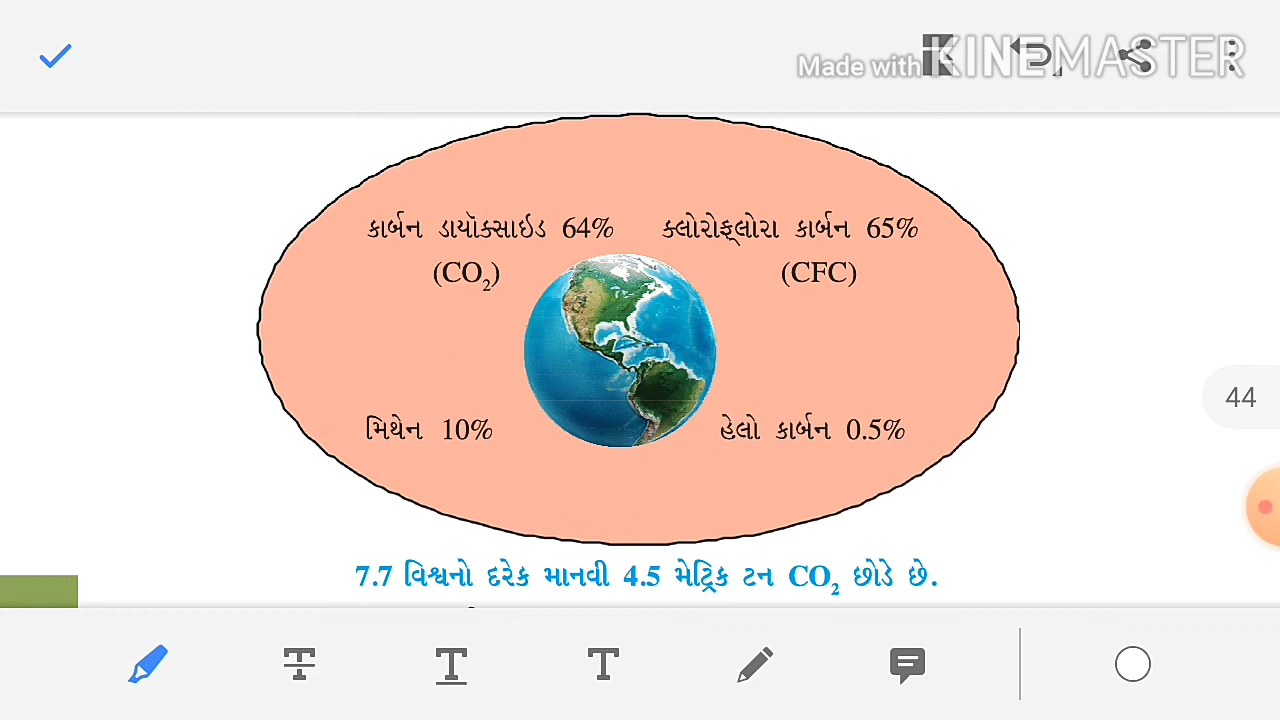 Made with KINEMASTER
કાર્બન ડાયૉક્સાઇડ 64% ક્લોરોફ્લોરા કાર્બન 65%
(CO₂) (CFC)
44
મિથેન 10% હેલો કાર્બન 0.5%
7.7 વિશ્વનો દરેક માનવી 4.5 મેટ્રિક ટન CO₂ છોડે છે.